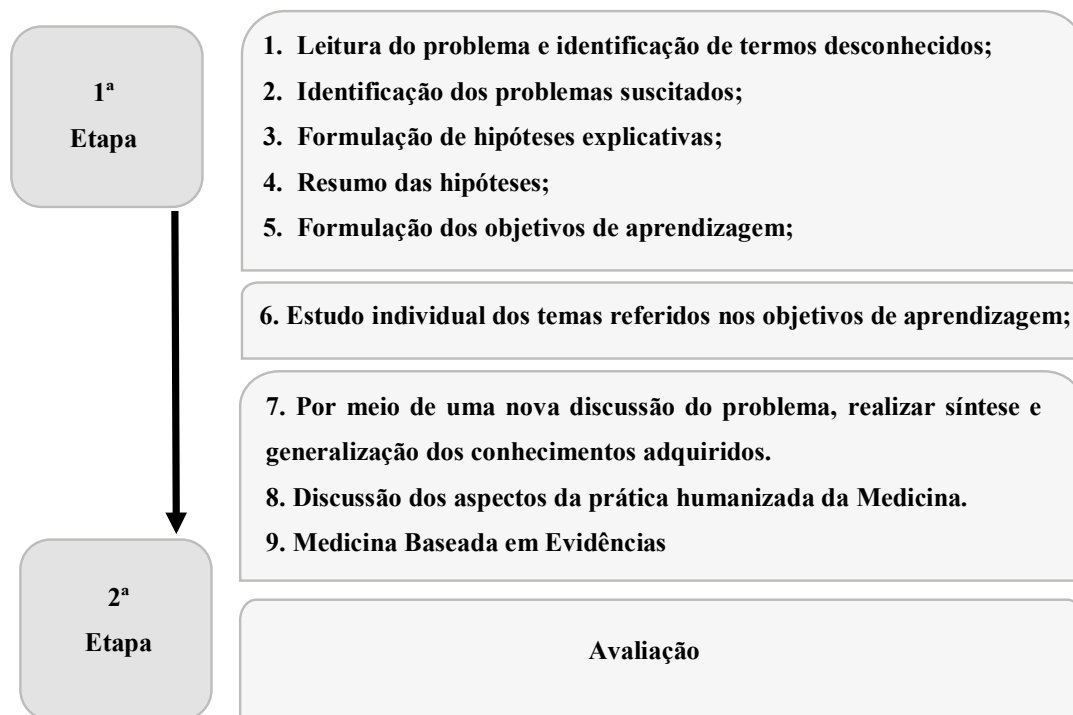 1ª
Etapa
1. Leitura do problema e identificação de termos desconhecidos;
2. Identificação dos problemas suscitados;
3. Formulação de hipóteses explicativas;
4. Resumo das hipóteses;
5. Formulação dos objetivos de aprendizagem;
6. Estudo individual dos temas referidos nos objetivos de aprendizagem;
7. Por meio de uma nova discussão do problema, realizar síntese e
generalização dos conhecimentos adquiridos.
8. Discussão dos aspectos da prática humanizada da Medicina.
9. Medicina Baseada em Evidências
2ª
Etapa
Avaliação